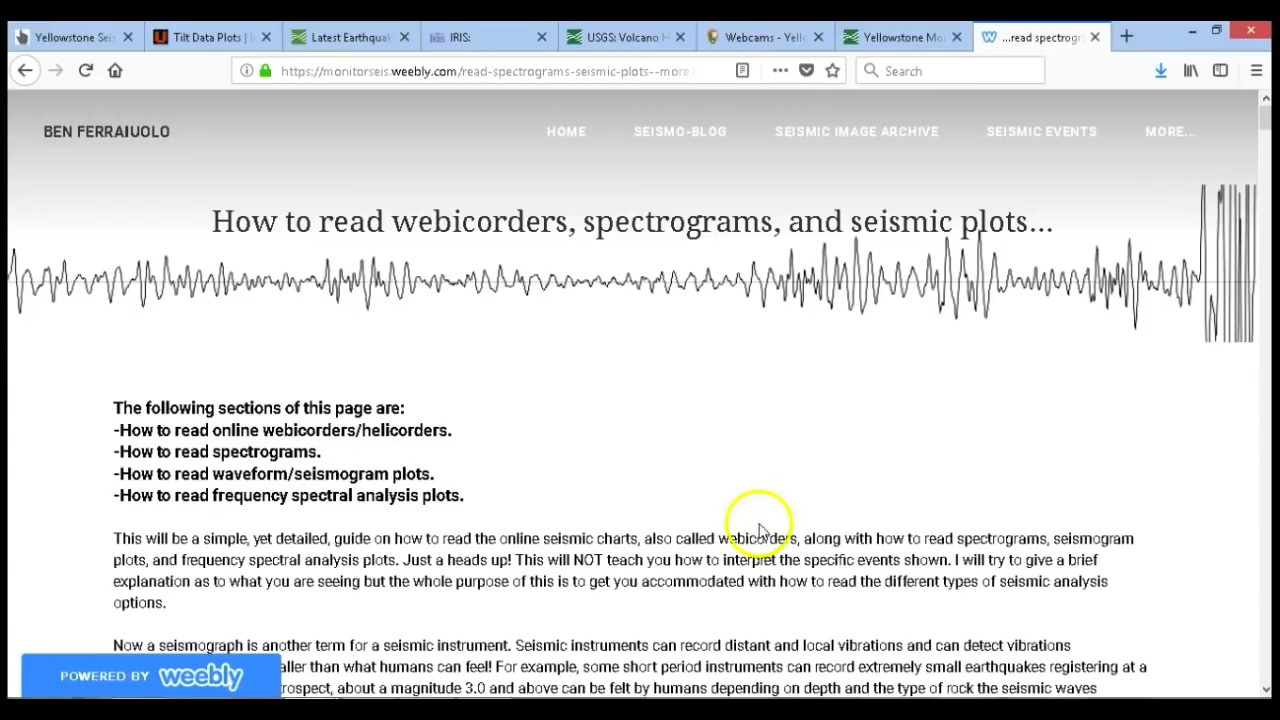 Yellowstone Sei
Tilt Data Plots | I
Latest Earthqua
IRIS:
USGS: Volcano H
Webcams - Yell
Yellowstone Mo
...read spectrogr
https://monitorseis.weebly.com/read-spectrograms-seismic-plots--more.
Search
BEN FERRAIUOLO
HOME
SEISMO-BLOG
SEISMIC IMAGE ARCHIVE
SEISMIC EVENTS
MORE...
How to read webicorders, spectrograms, and seismic plots...
The following sections of this page are:
-How to read online webicorders/helicorders.
-How to read spectrograms.
-How to read waveform/seismogram plots.
-How to read frequency spectral analysis plots.
This will be a simple, yet detailed, guide on how to read the online seismic charts, also called webicorders, along with how to read spectrograms, seismogram
plots, and frequency spectral analysis plots. Just a heads up! This will NOT teach you how to interpret the specific events shown. I will try to give a brief
explanation as to what you are seeing but the whole purpose of this is to get you accommodated with how to read the different types of seismic analysis
options.
Now a seismograph is another term for a seismic instrument. Seismic instruments can record distant and local vibrations and can detect vibrations
aller than what humans can feel! For example, some short period instruments can record extremely small earthquakes registering at a
trospect, about a magnitude 3.0 and above can be felt by humans depending on depth and the type of rock the seismic waves
POWERED BY weebly